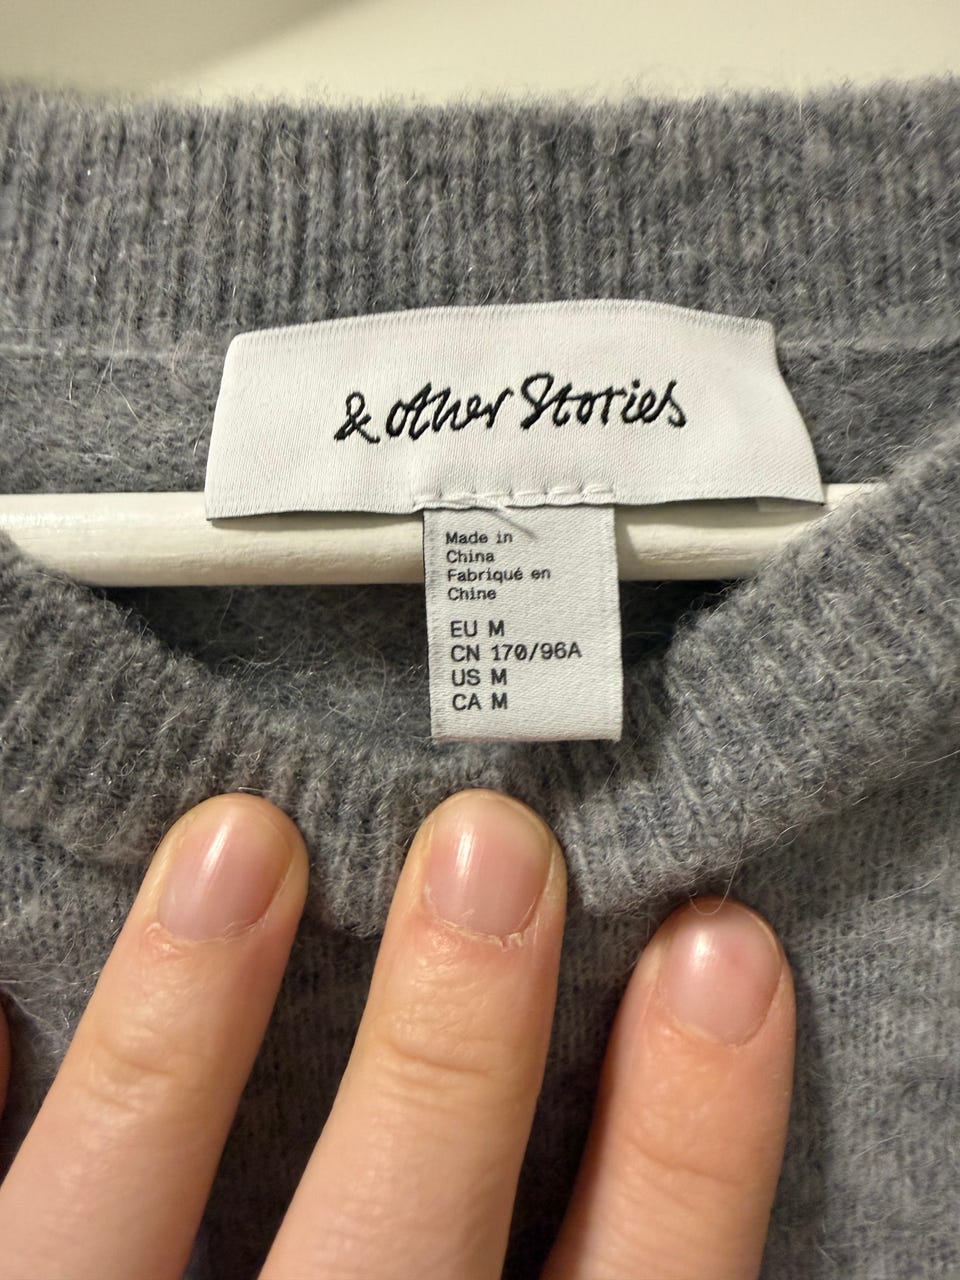 & other Stories
Made in
China
Fabriqué en
Chine
EU M
CN 170/96A
US M
CA M